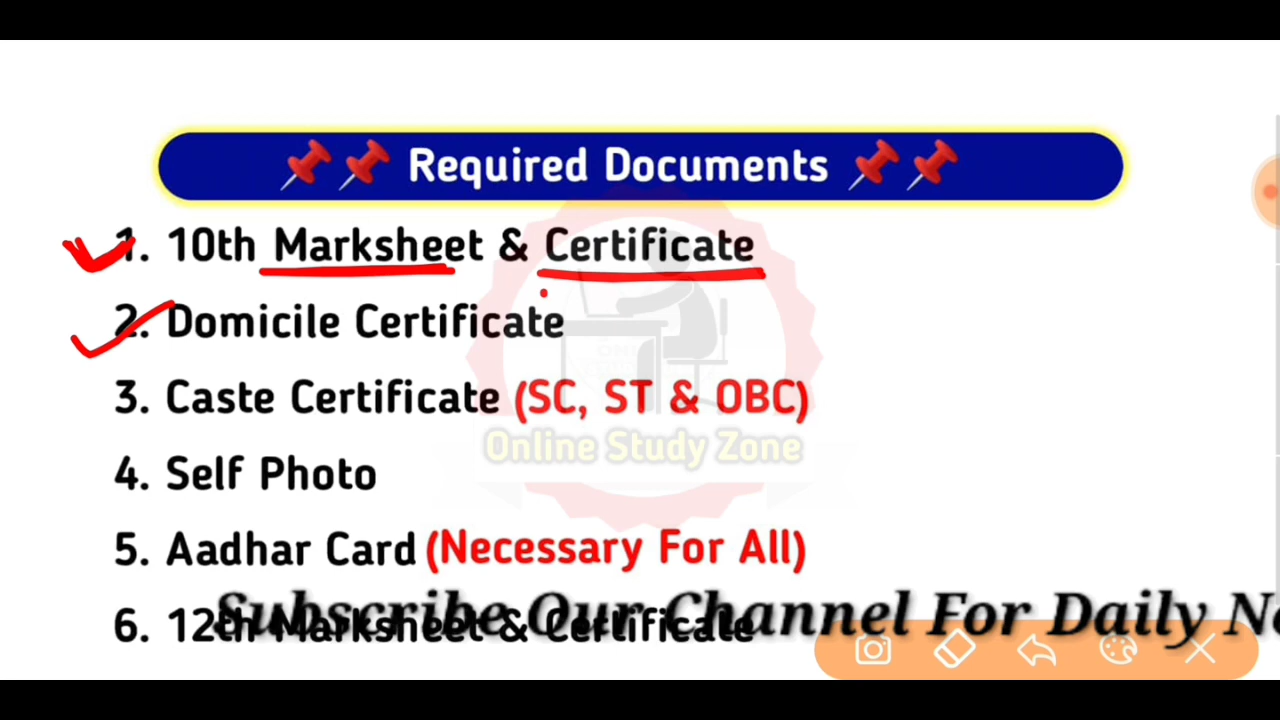 Required Documents
1. 10th Marksheet & Certificate
2. Domicile Certificate
3. Caste Certificate (SC, ST & OBC)
Online Study Zone
4. Self Photo
5. Aadhar Card (Necessary For All)
Subscribe Our Channel For Daily
6. 12th Marksheet & Certificate